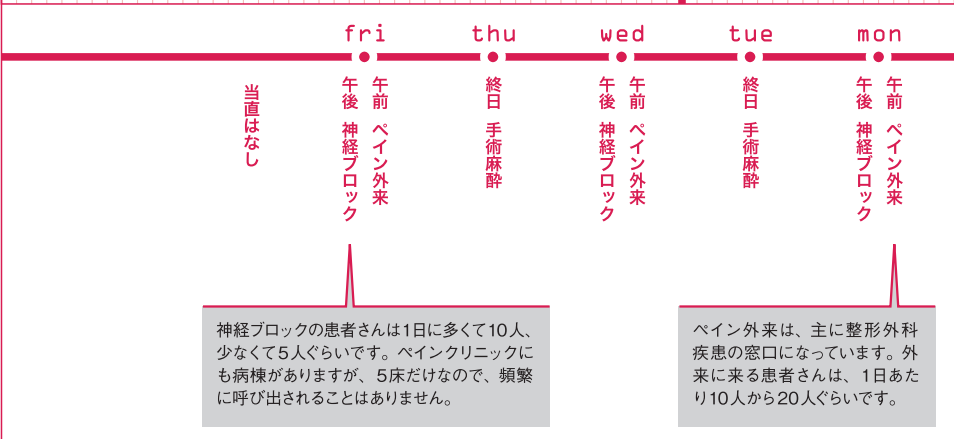 mon
午前 ペイン外来
午後 神経ブロック
tue
終日 手術麻酔
wed
午前 ペイン外来
午後 神経ブロック
thu
終日 手術麻酔
fri
午前 ペイン外来
午後 神経ブロック
当直はなし
ペイン外来は、主に整形外科
疾患の窓口になっています。外
来に来る患者さんは、1日あた
り10人から20人ぐらいです。
神経ブロックの患者さんは1日に多くて10人、
少なくて5人ぐらいです。ペインクリニックに
も病棟がありますが、5床だけなので、頻繁
に呼び出されることはありません。